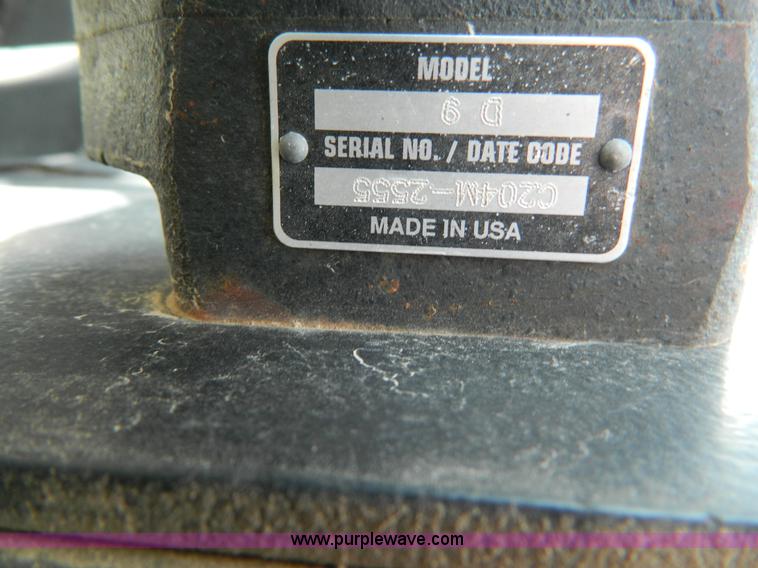 MODEL
6 D
SERIAL NO. / DATE CODE
C204M-2555
MADE IN USA
www.purplewave.com